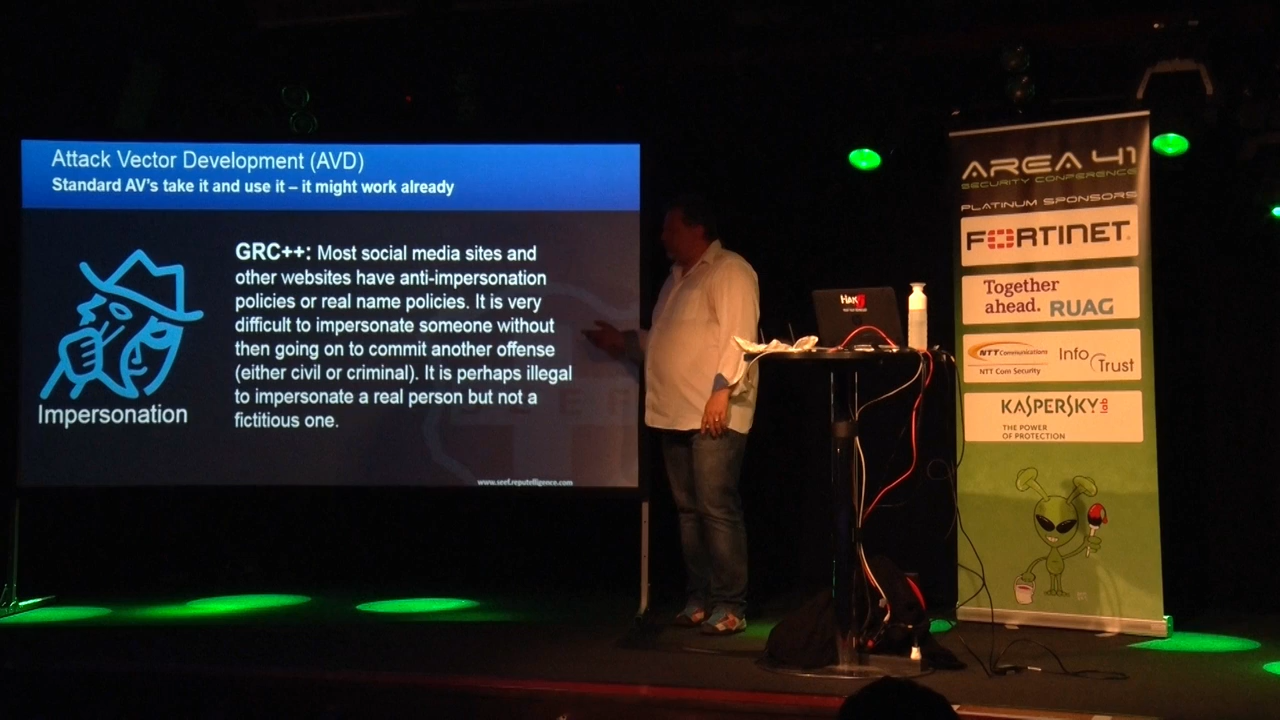 Attack Vector Development (AVD)
Standard AV's take it and use it – it might work already
GRC++: Most social media sites and
other websites have anti-impersonation
policies or real name policies. It is very
difficult to impersonate someone without
then going on to commit another offense
(either civil or criminal). It is perhaps illegal
to impersonate a real person but not a
fictitious one.
Impersonation
www.seef.reputelligence.com
HAK5
AREA 41
SECURITY CONFERENCE
PLATINUM SPONSORS
FORTINET
Together
ahead. RUAG
NTT Communications
NTT Com Security
Info
Trust
KASPERSKY lab
THE POWER
OF PROTECTION